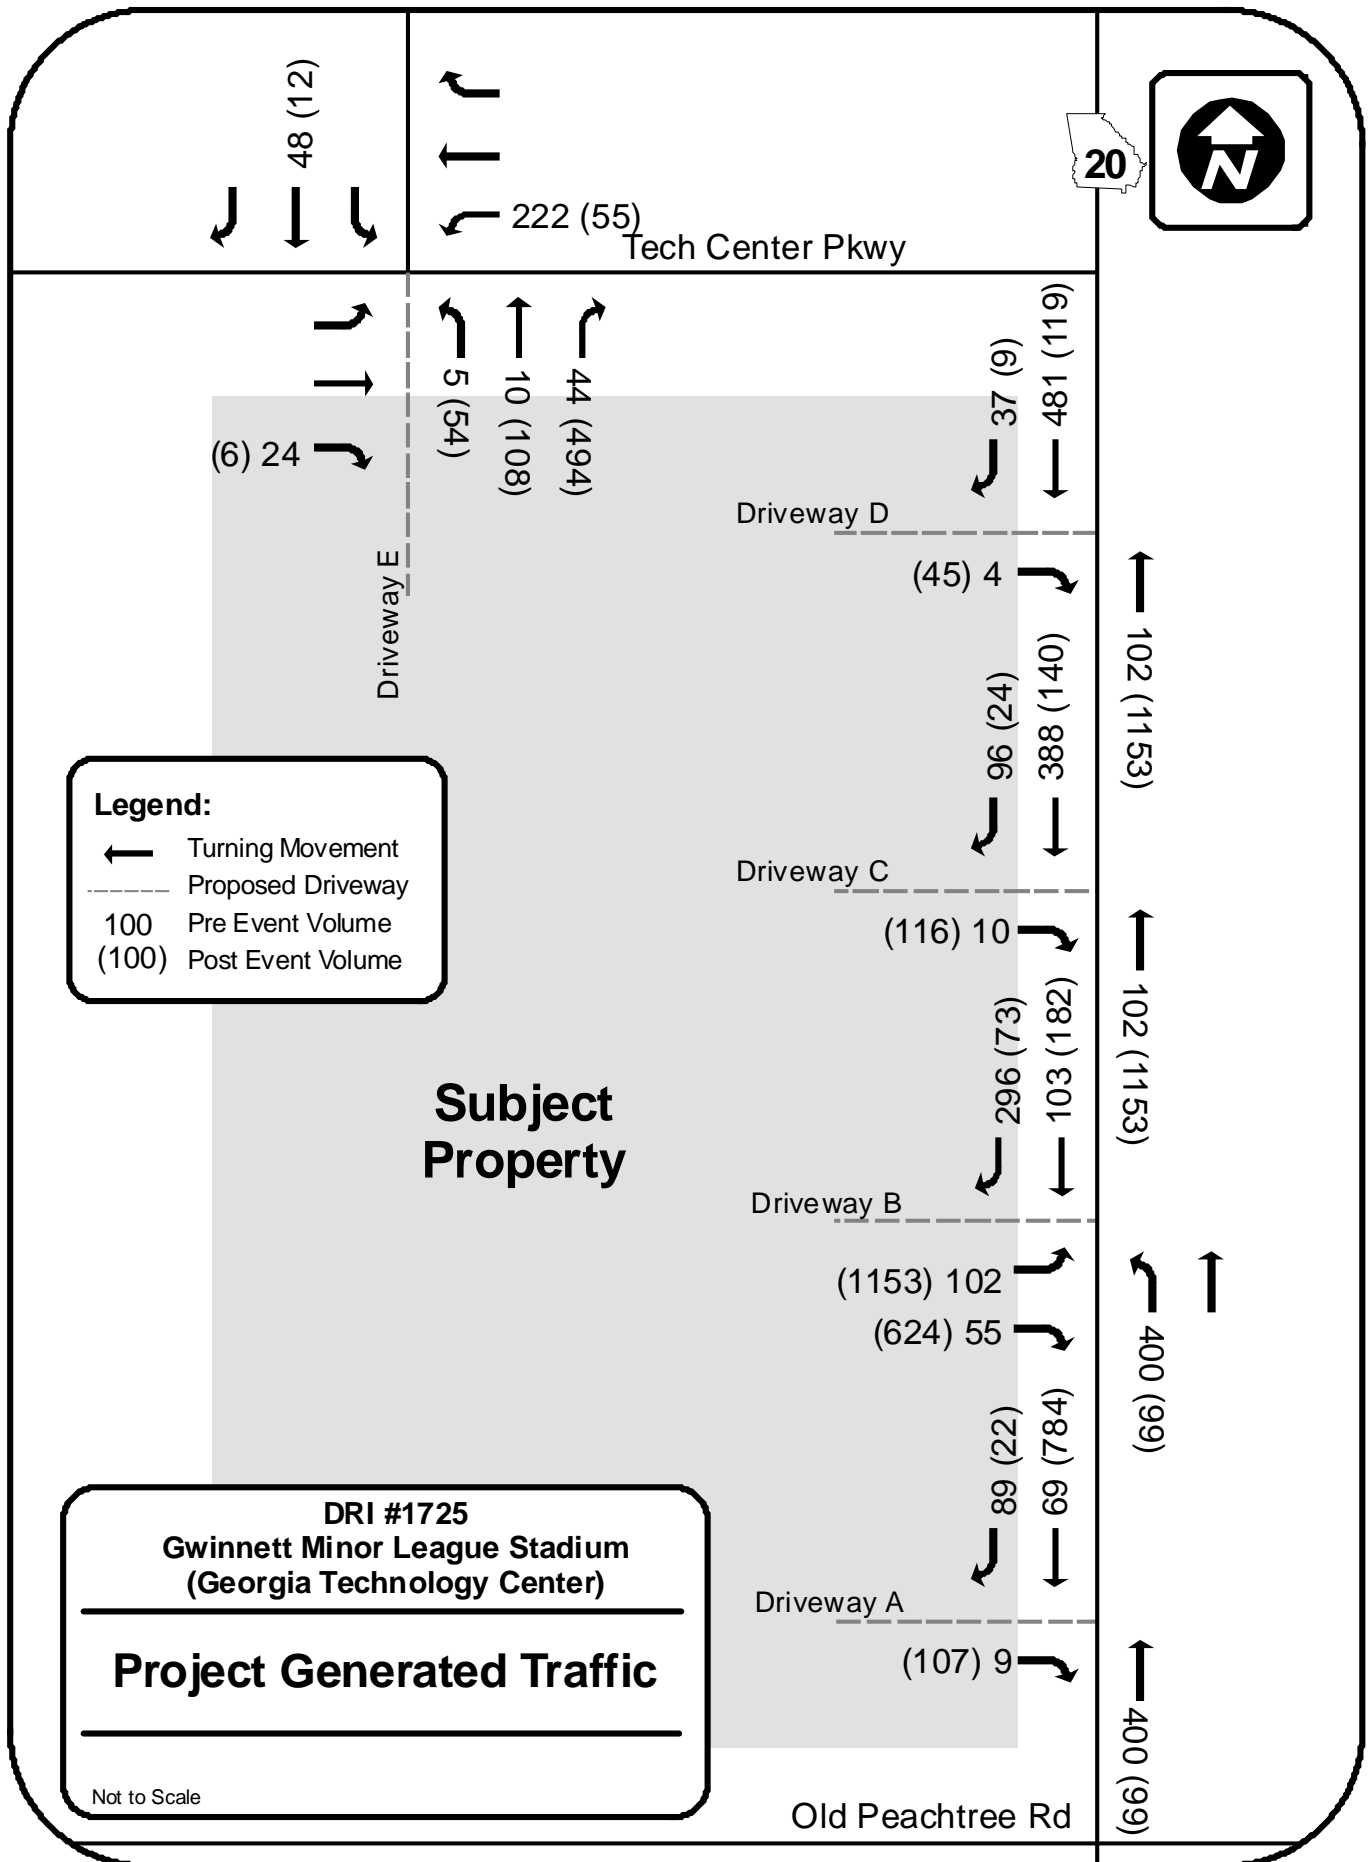 48 (12)
20
N
222 (55)
Tech Center Pkwy
5 (54)
10 (108)
44 (494)
37 (9)
481 (119)
(6) 24
Driveway D
Driveway E
(45) 4
102 (1153)
96 (24)
388 (140)
Legend:
Turning Movement
Proposed Driveway
100 Pre Event Volume
(100) Post Event Volume
Driveway C
(116) 10
296 (73)
103 (182)
102 (1153)
Subject
Property
Driveway B
(1153) 102
(624) 55
400 (99)
89 (22)
69 (784)
DRI #1725
Gwinnett Minor League Stadium
(Georgia Technology Center)
Project Generated Traffic
Not to Scale
Driveway A
(107) 9
400 (99)
Old Peachtree Rd